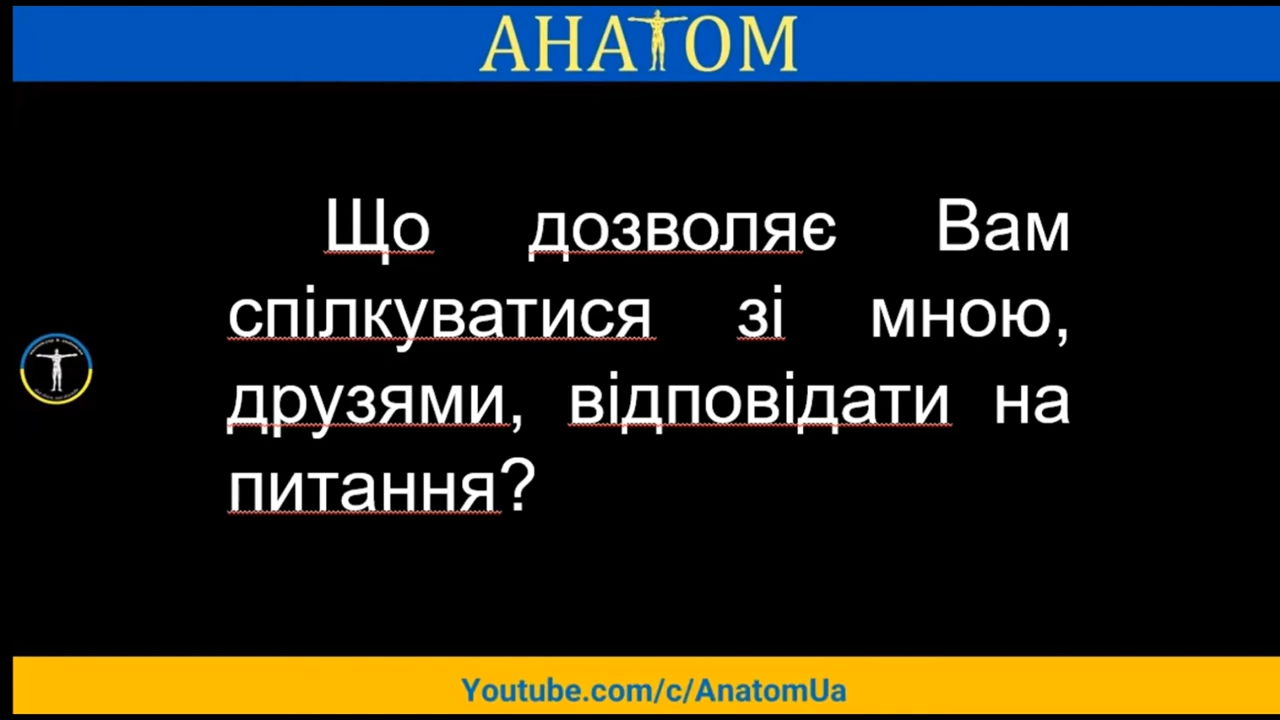 АНАТОМ
Що дозволяє Вам
спілкуватися зі мною,
друзями, відповідати на
питання?
Youtube.com/c/AnatomUa